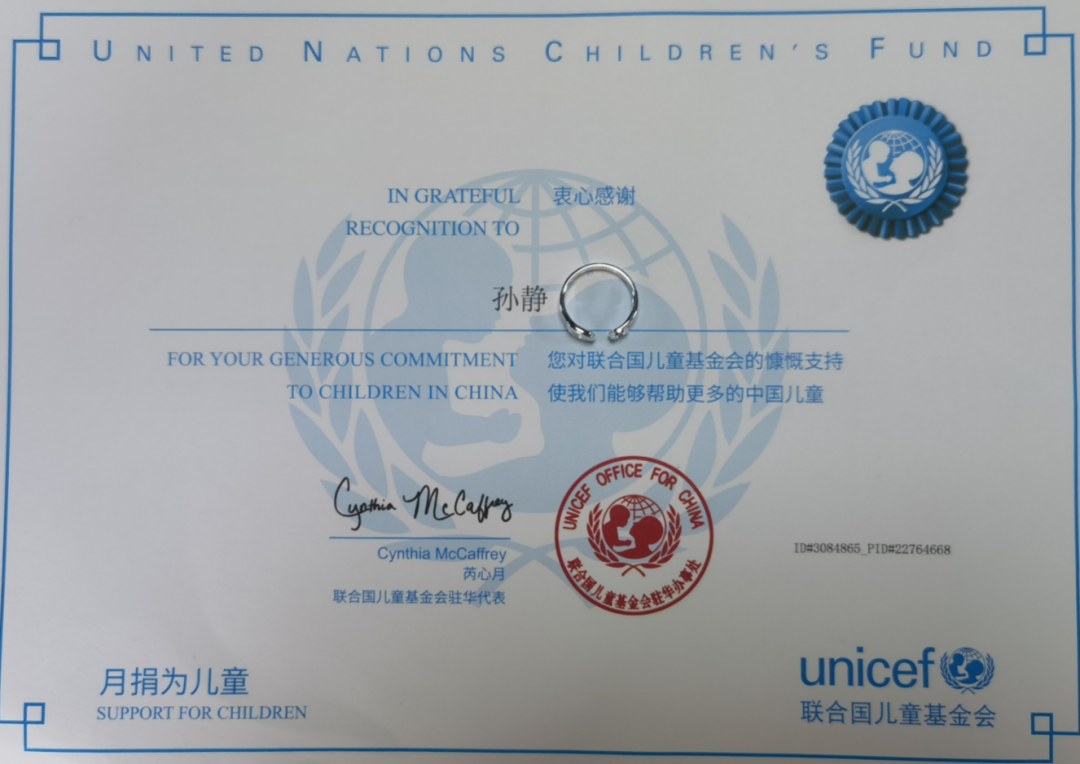 UNITED NATIONS CHILDREN'S FUND
IN GRATEFUL 衷心感谢
RECOGNITION TO
孙静
FOR YOUR GENEROUS COMMITMENT 您对联合国儿童基金会的慷慨支持
TO CHILDREN IN CHINA 使我们能够帮助更多的中国儿童
Cynthia McCaffrey
UNICEF OFFICE FOR CHINA
联合国儿童基金会驻华办事处
ID#3084865_PID#22764668
Cynthia McCaffrey
芮心月
联合国儿童基金会驻华代表
月捐为儿童
SUPPORT FOR CHILDREN
unicef
联合国儿童基金会